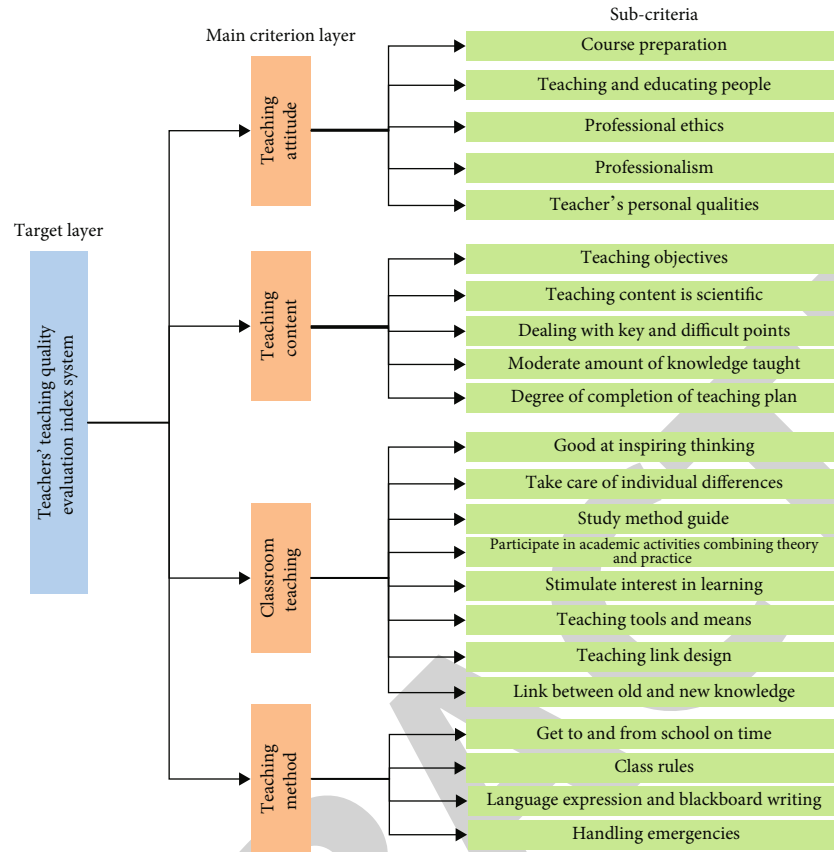 Sub-criteria
Main criterion layer
Course preparation
Teaching and educating people
Teaching
attitude
Professional ethics
Professionalism
Teacher's personal qualities
Target layer
Teachers' teaching quality
evaluation index system
Teaching objectives
Teaching content is scientific
Teaching
content
Dealing with key and difficult points
Moderate amount of knowledge taught
Degree of completion of teaching plan
Good at inspiring thinking
Take care of individual differences
Study method guide
Classroom
teaching
Participate in academic activities combining theory
and practice
Stimulate interest in learning
Teaching tools and means
Teaching link design
Link between old and new knowledge
Get to and from school on time
Teaching
method
Class rules
Language expression and blackboard writing
Handling emergencies